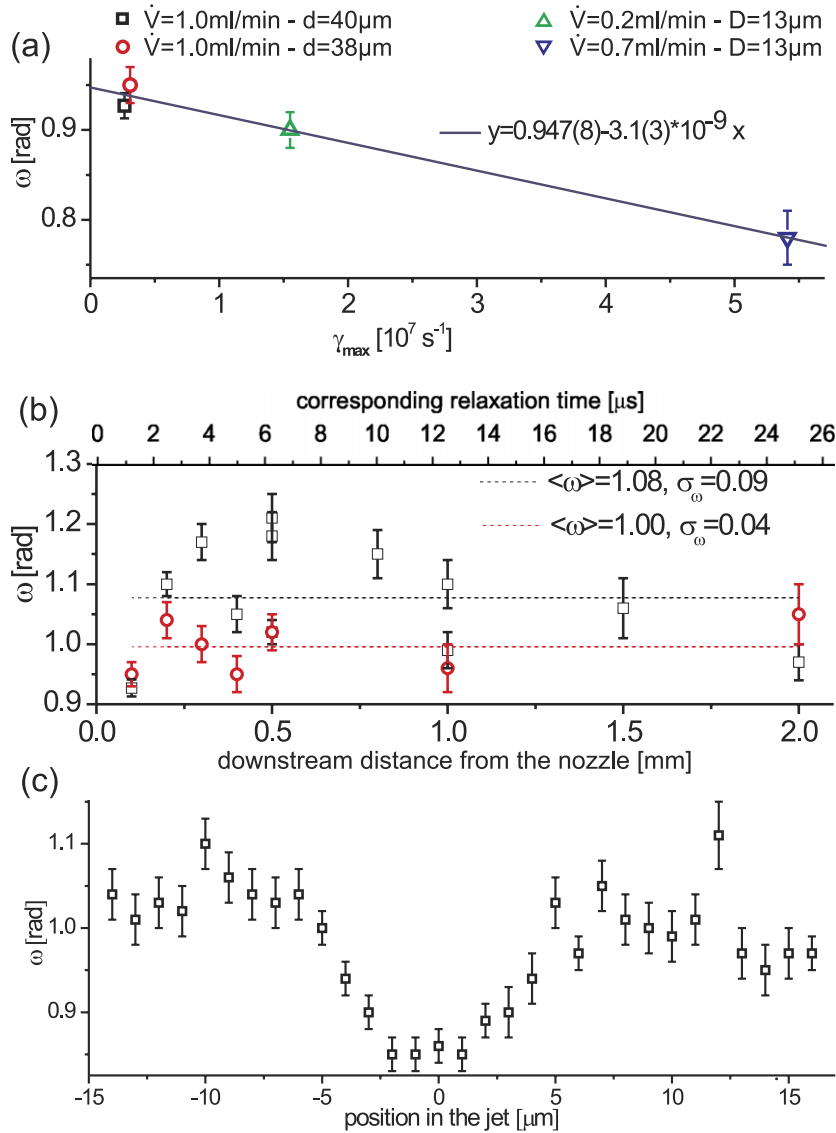 V̇=1.0ml/min - d=40µm
V̇=0.2ml/min - D=13µm
V̇=1.0ml/min - d=38µm
V̇=0.7ml/min - D=13µm
(a)
ω [rad]
0.9
0.8
y=0.947(8)-3.1(3)*10⁻⁹ x
0 1 2 3 4 5
γmax [10⁷ s⁻¹]
(b)
corresponding relaxation time [µs]
0 2 4 6 8 10 12 14 16 18 20 22 24 26
ω [rad]
1.3
1.2
1.1
1.0
0.9
<ω>=1.08, σω=0.09
<ω>=1.00, σω=0.04
0.0 0.5 1.0 1.5 2.0
downstream distance from the nozzle [mm]
(c)
ω [rad]
1.1
1.0
0.9
-15 -10 -5 0 5 10 15
position in the jet [µm]